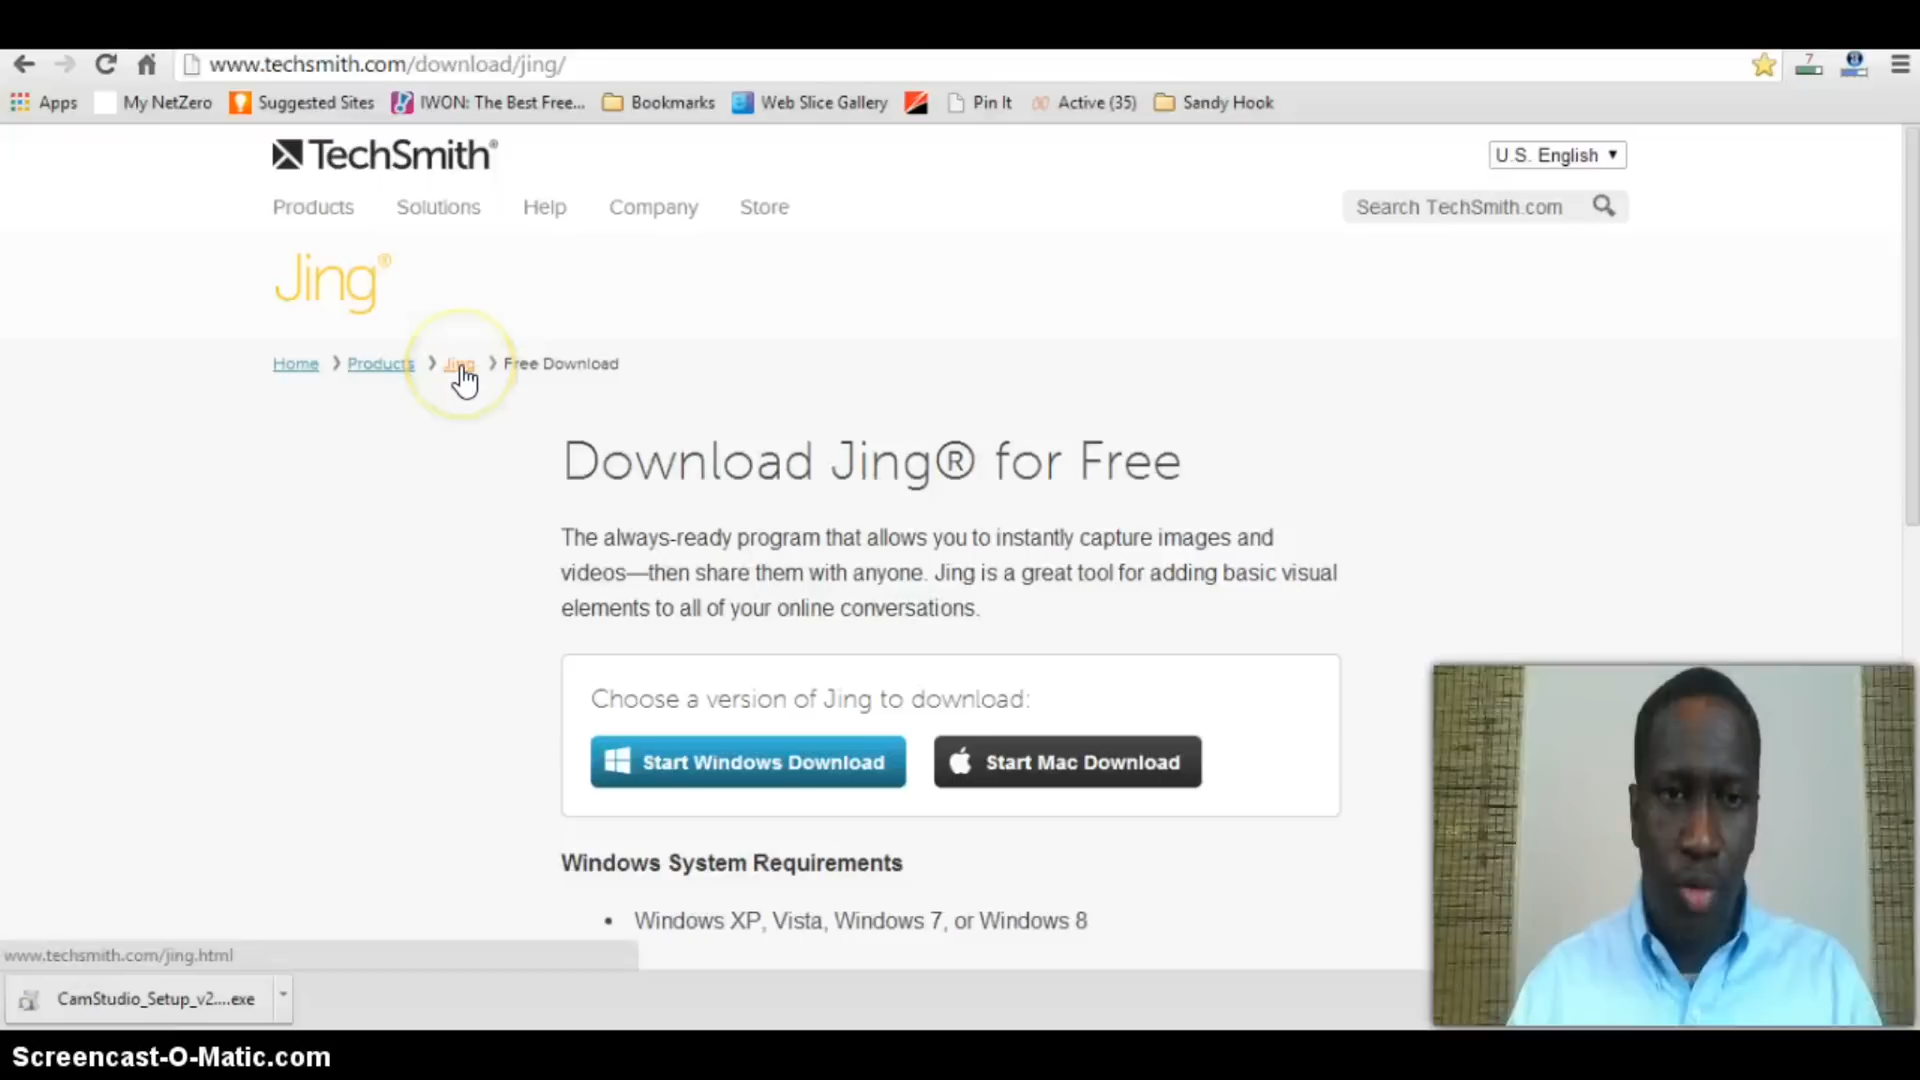 www.techsmith.com/download/jing/
7
Apps My NetZero Suggested Sites IWON: The Best Free... Bookmarks Web Slice Gallery Pin It Active (35) Sandy Hook
TechSmith®
U.S. English
Products Solutions Help Company Store
Search TechSmith.com
Jing®
Home › Products › Jing › Free Download
Download Jing® for Free
The always-ready program that allows you to instantly capture images and
videos—then share them with anyone. Jing is a great tool for adding basic visual
elements to all of your online conversations.
Choose a version of Jing to download:
Start Windows Download
Start Mac Download
Windows System Requirements
• Windows XP, Vista, Windows 7, or Windows 8
www.techsmith.com/jing.html
CamStudio_Setup_v2....exe
Screencast-O-Matic.com